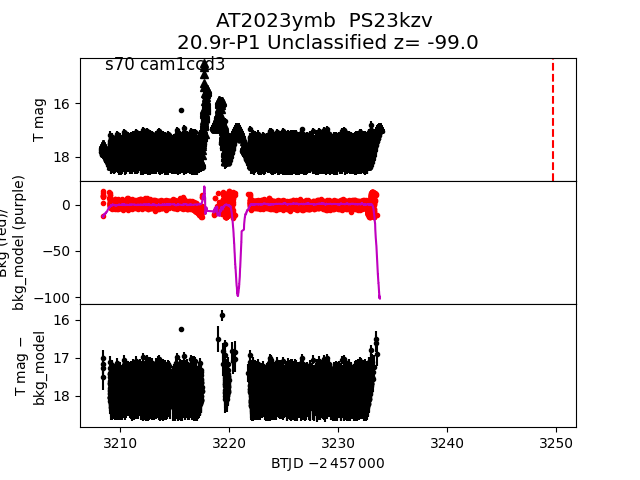 AT2023ymb  PS23kzv
20.9r-P1 Unclassified z= -99.0
s70 cam1ccd3
T mag
16
18
Bkg (red)/
bkg_model (purple)
0
−50
−100
T mag −
bkg_model
16
17
18
3210 3220 3230 3240 3250
BTJD −2 457 000